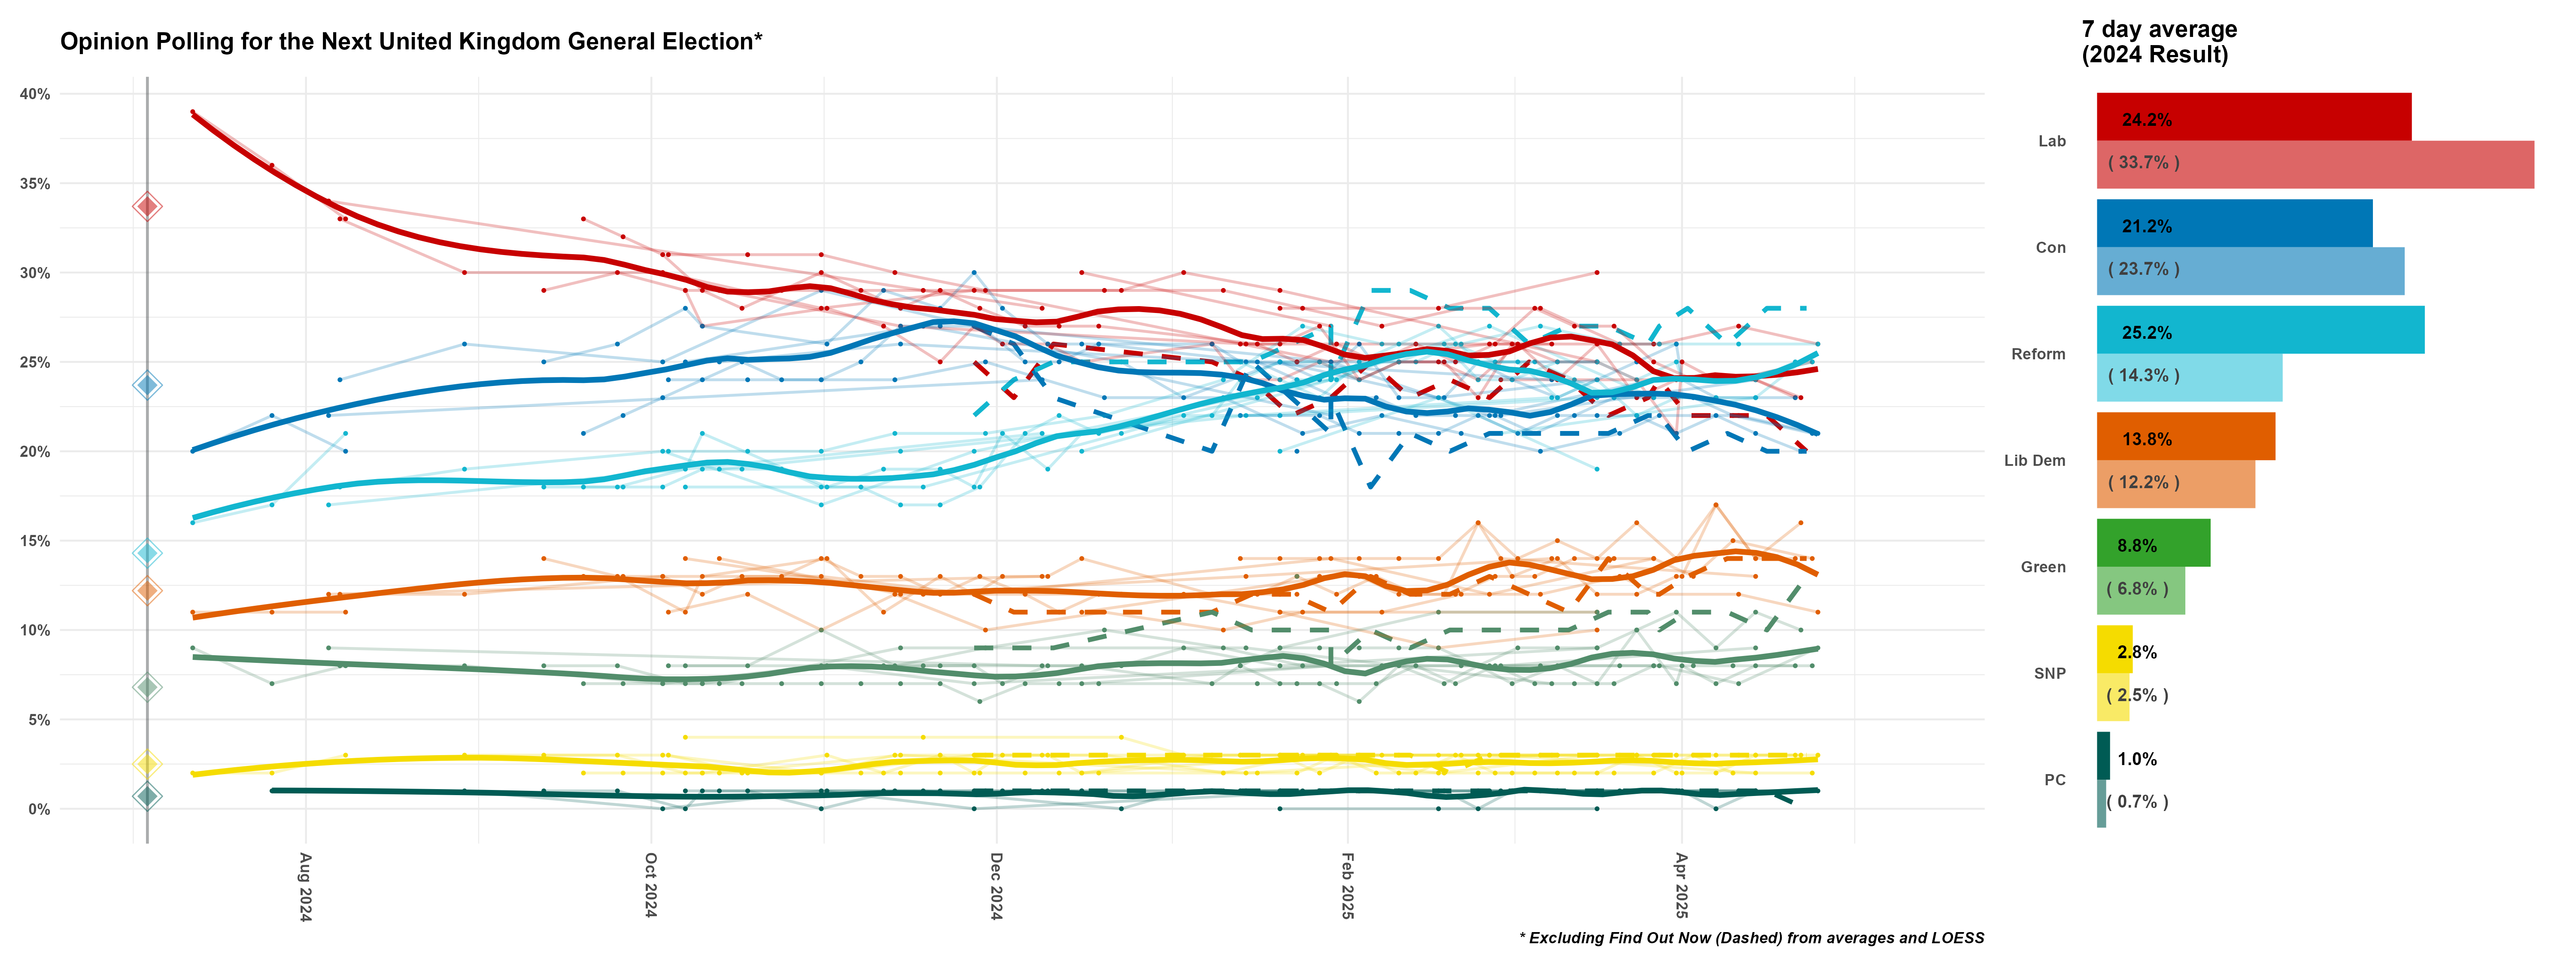 Opinion Polling for the Next United Kingdom General Election*
7 day average
(2024 Result)
40%
35%
30%
25%
20%
15%
10%
5%
0%
Aug 2024
Oct 2024
Dec 2024
Feb 2025
Apr 2025
* Excluding Find Out Now (Dashed) from averages and LOESS
Lab
24.2%
( 33.7% )
Con
21.2%
( 23.7% )
Reform
25.2%
( 14.3% )
Lib Dem
13.8%
( 12.2% )
Green
8.8%
( 6.8% )
SNP
2.8%
( 2.5% )
PC
1.0%
( 0.7% )